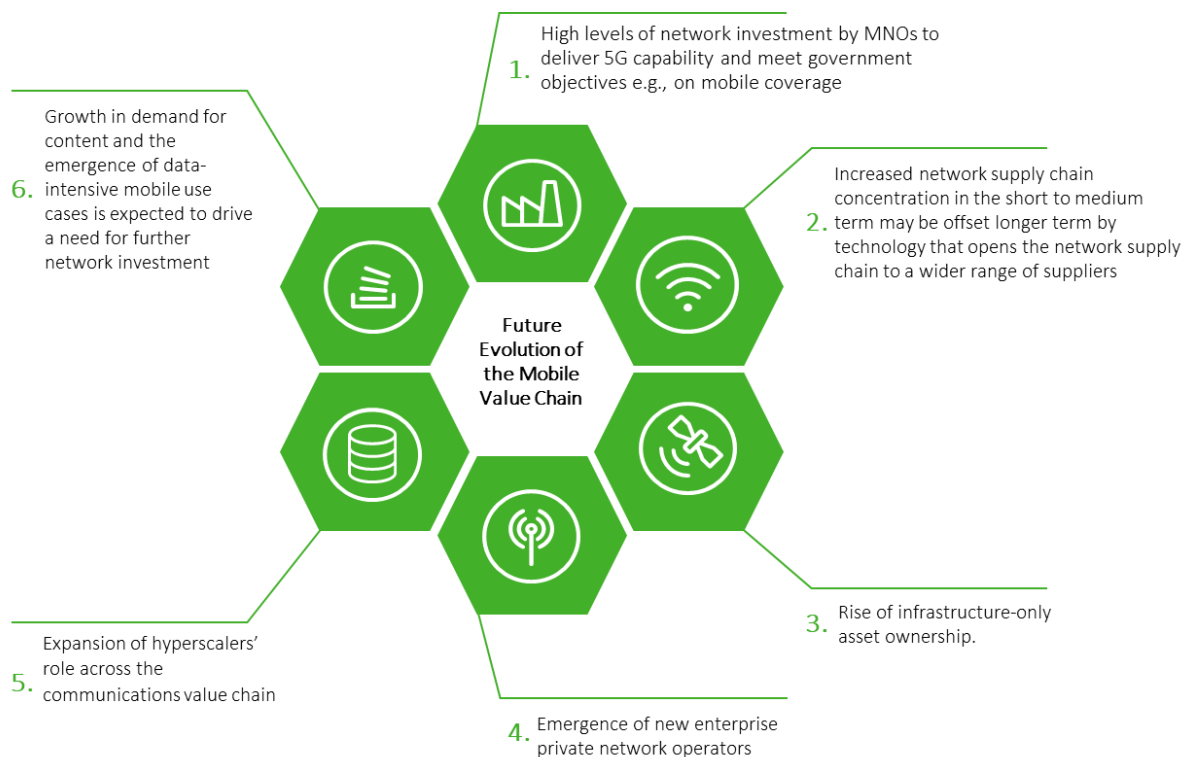 1.
High levels of network investment by MNOs to
deliver 5G capability and meet government
objectives e.g., on mobile coverage
2.
Increased network supply chain
concentration in the short to medium
term may be offset longer term by
technology that opens the network supply
chain to a wider range of suppliers
3.
Rise of infrastructure-only
asset ownership.
4.
Emergence of new enterprise
private network operators
5.
Expansion of hyperscalers’
role across the
communications value chain
6.
Growth in demand for
content and the
emergence of data-
intensive mobile use
cases is expected to drive
a need for further
network investment
Future
Evolution of
the Mobile
Value Chain